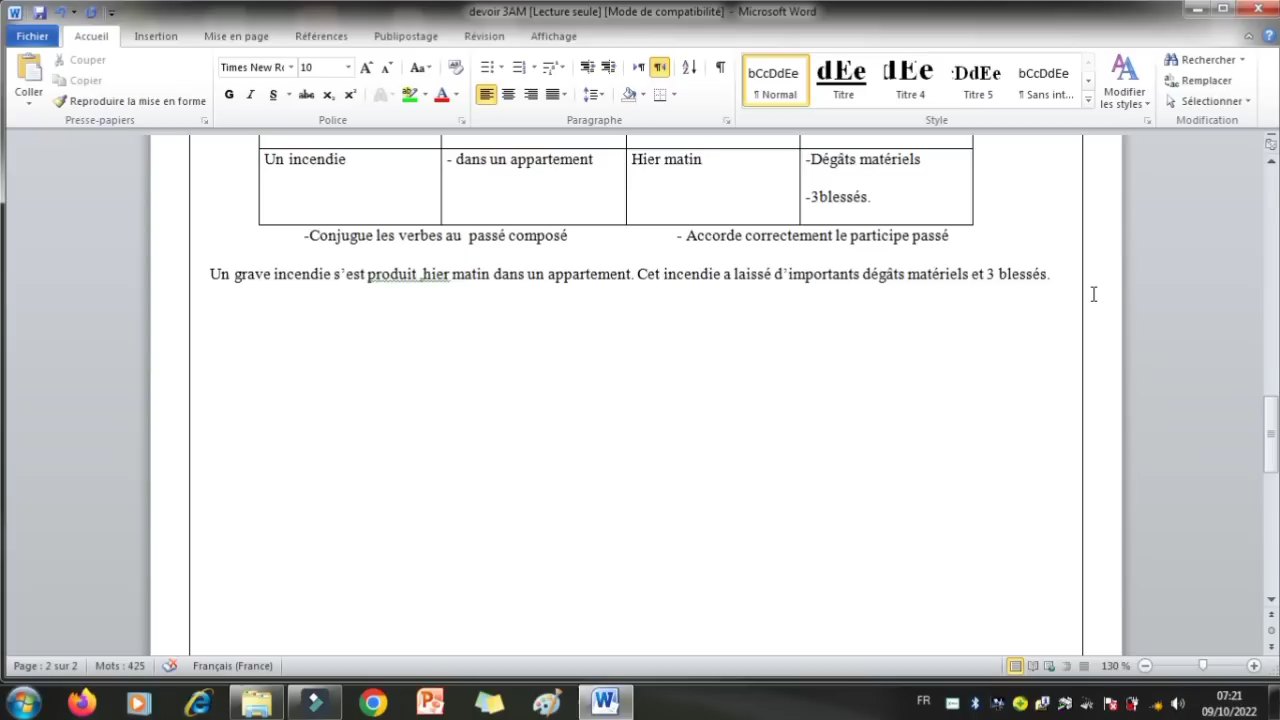 devoir 3AM [Lecture seule] [Mode de compatibilité] - Microsoft Word
Fichier Accueil Insertion Mise en page Références Publipostage Révision Affichage
Coller
Couper
Copier
Reproduire la mise en forme
Presse-papiers
Times New R 10
G I S abc x₂ x²
Police
Paragraphe
bCcDdEe dEe dEe :DdEe bCcDdEe
¶ Normal Titre Titre 4 Titre 5 ¶ Sans int...
Style
Modifier les styles
Rechercher
Remplacer
Sélectionner
Modification
Un incendie - dans un appartement Hier matin -Dégâts matériels
-3blessés.
-Conjugue les verbes au passé composé - Accorde correctement le participe passé
Un grave incendie s’est produit ,hier matin dans un appartement. Cet incendie a laissé d’importants dégâts matériels et 3 blessés.
Page : 2 sur 2 Mots : 425 Français (France) 130 %
FR 07:21
09/10/2022